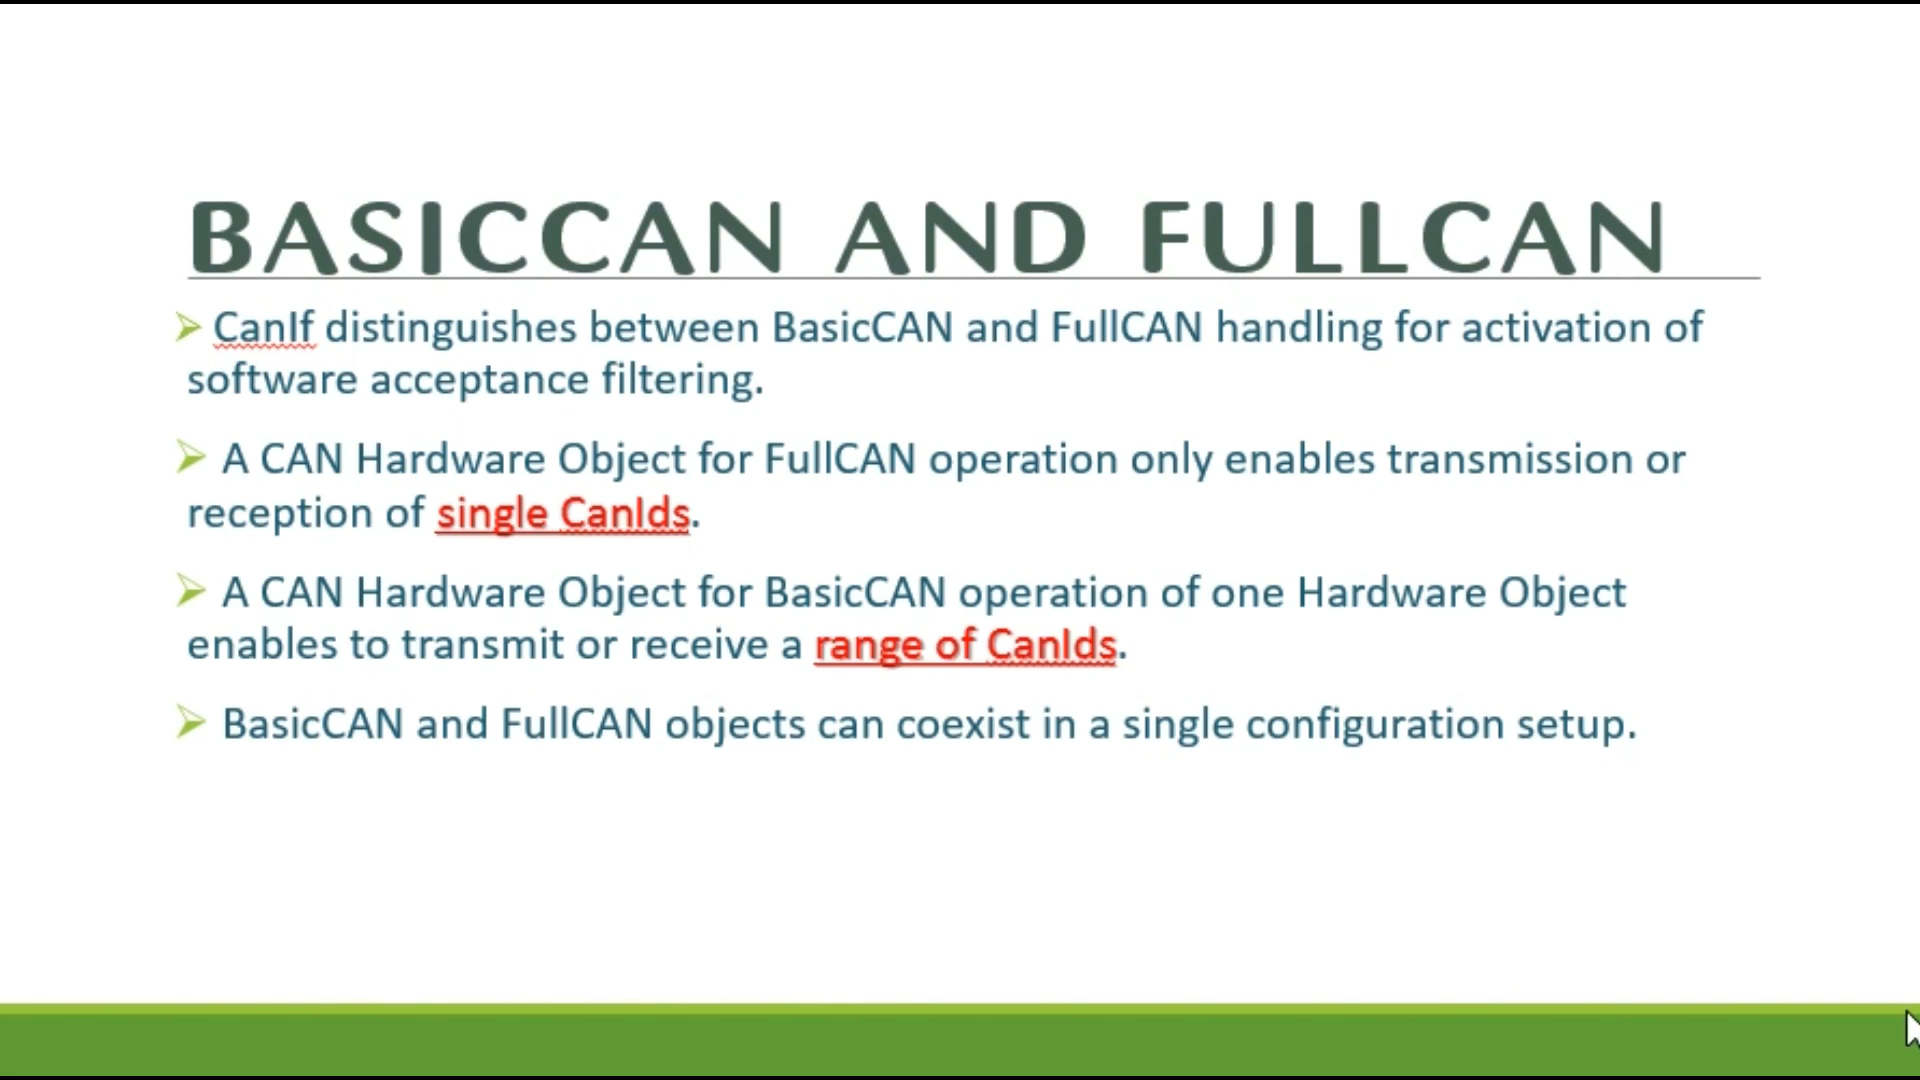 BASICCAN AND FULLCAN
CanIf distinguishes between BasicCAN and FullCAN handling for activation of
software acceptance filtering.
A CAN Hardware Object for FullCAN operation only enables transmission or
reception of single CanIds.
A CAN Hardware Object for BasicCAN operation of one Hardware Object
enables to transmit or receive a range of CanIds.
BasicCAN and FullCAN objects can coexist in a single configuration setup.